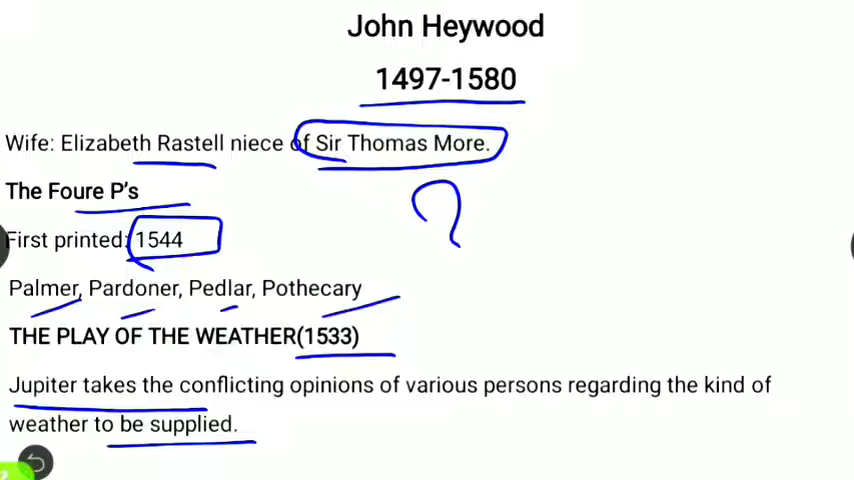 John Heywood
1497-1580
Wife: Elizabeth Rastell niece of Sir Thomas More.
The Foure P's
First printed: 1544
Palmer, Pardoner, Pedlar, Pothecary
THE PLAY OF THE WEATHER(1533)
Jupiter takes the conflicting opinions of various persons regarding the kind of
weather to be supplied.
?